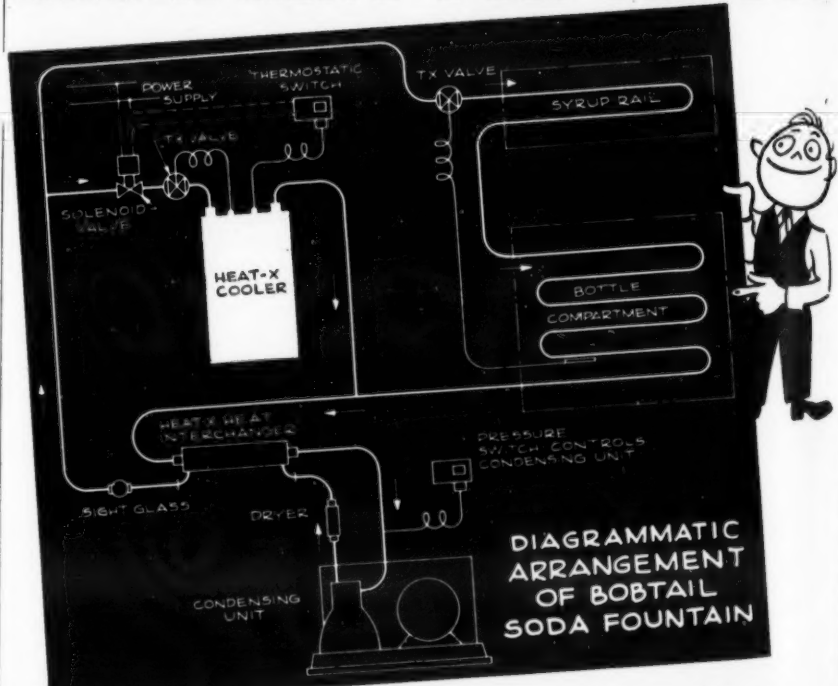 POWER
SUPPLY
THERMOSTATIC
SWITCH
TX VALVE
SYRUP RAIL
TX VALVE
SOLENOID
VALVE
HEAT-X
COOLER
BOTTLE
COMPARTMENT
HEAT-X HEAT
INTERCHANGER
PRESSURE
SWITCH CONTROLS
CONDENSING UNIT
SIGHT GLASS
DRYER
CONDENSING
UNIT
DIAGRAMMATIC
ARRANGEMENT
OF BOBTAIL
SODA FOUNTAIN